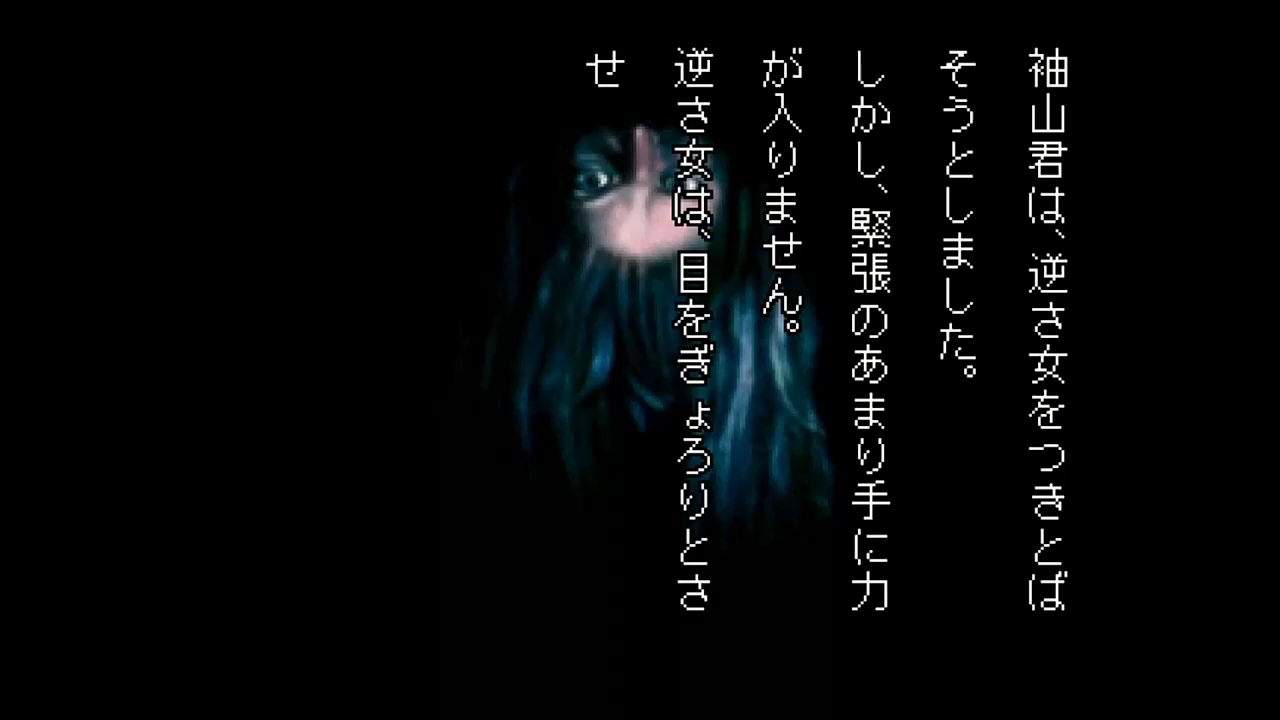 袖山君は、逆さ女をつきとば
そうとしました。
しかし、緊張のあまり手に力
が入りません。
逆さ女は、目をぎょろりとさ
せ